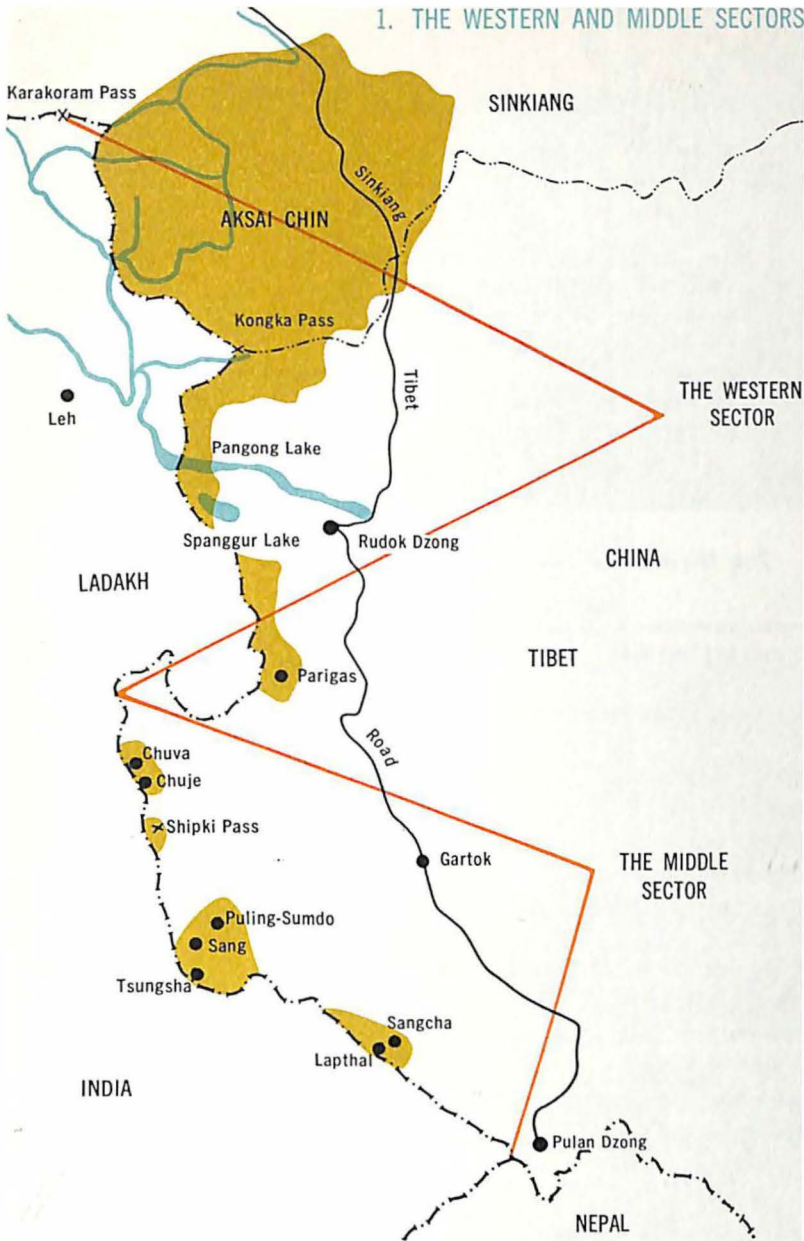 1. THE WESTERN AND MIDDLE SECTORS
Karakoram Pass
SINKIANG
Sinkiang
AKSAI CHIN
Kongka Pass
Tibet
THE WESTERN
SECTOR
Leh
Pangong Lake
Spanggur Lake
Rudok Dzong
CHINA
LADAKH
TIBET
Parigas
Road
Chuva
Chuje
Shipki Pass
Gartok
THE MIDDLE
SECTOR
Puling-Sumdo
Sang
Tsungsha
Sangcha
Lapthal
INDIA
Pulan Dzong
NEPAL